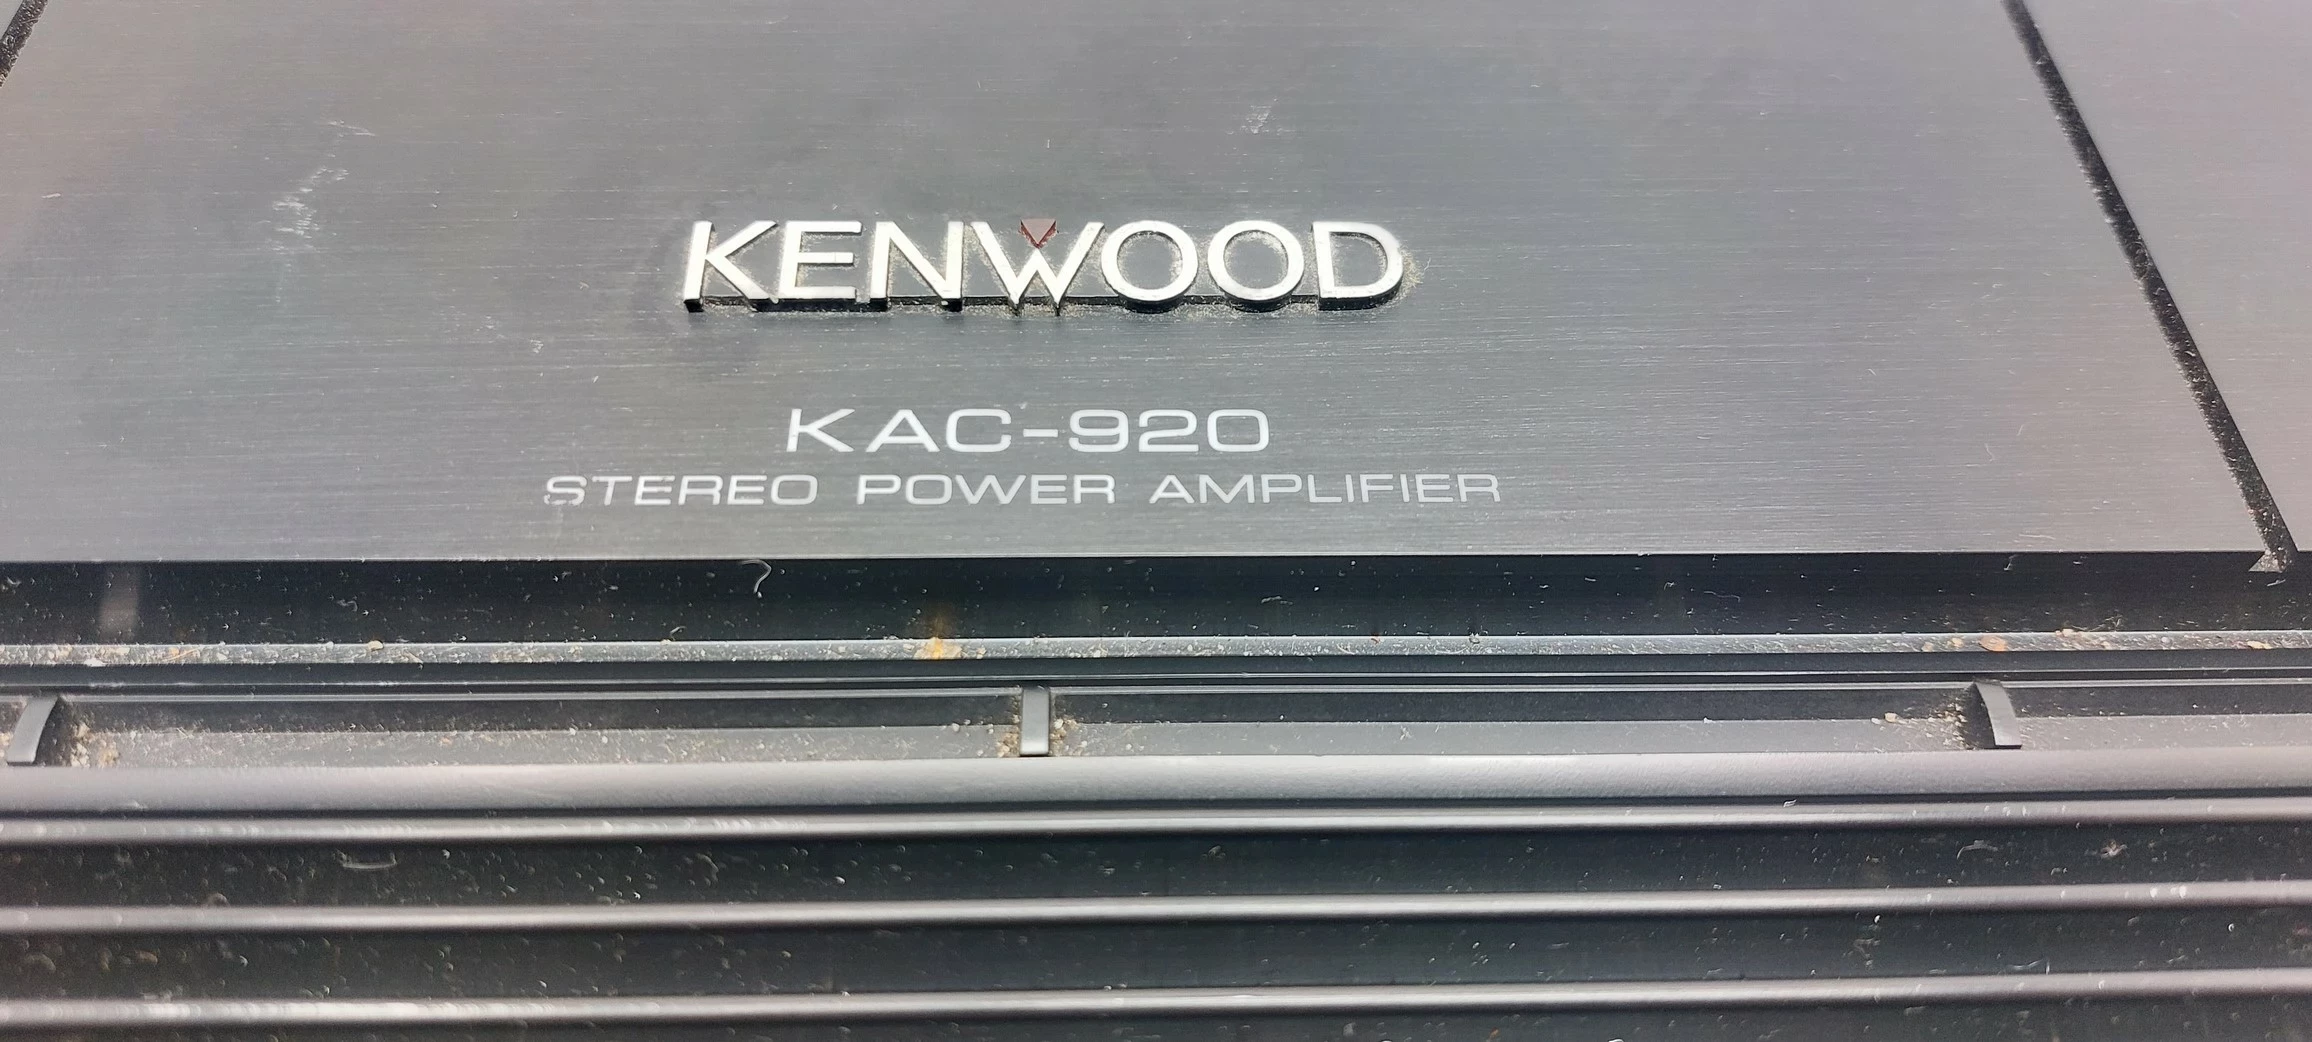 KENWOOD
KAC-920
STEREO POWER AMPLIFIER